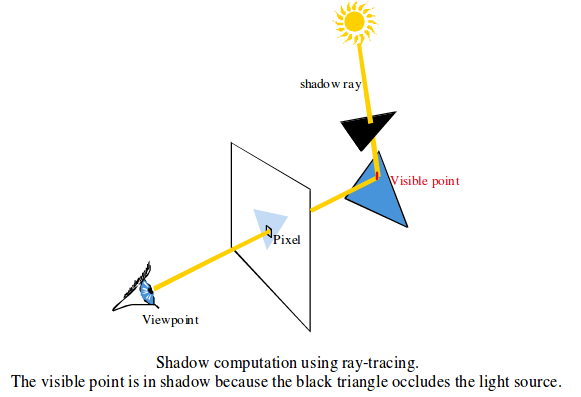 shadow ray
Visible point
Pixel
Viewpoint
Shadow computation using ray-tracing.
The visible point is in shadow because the black triangle occludes the light source.